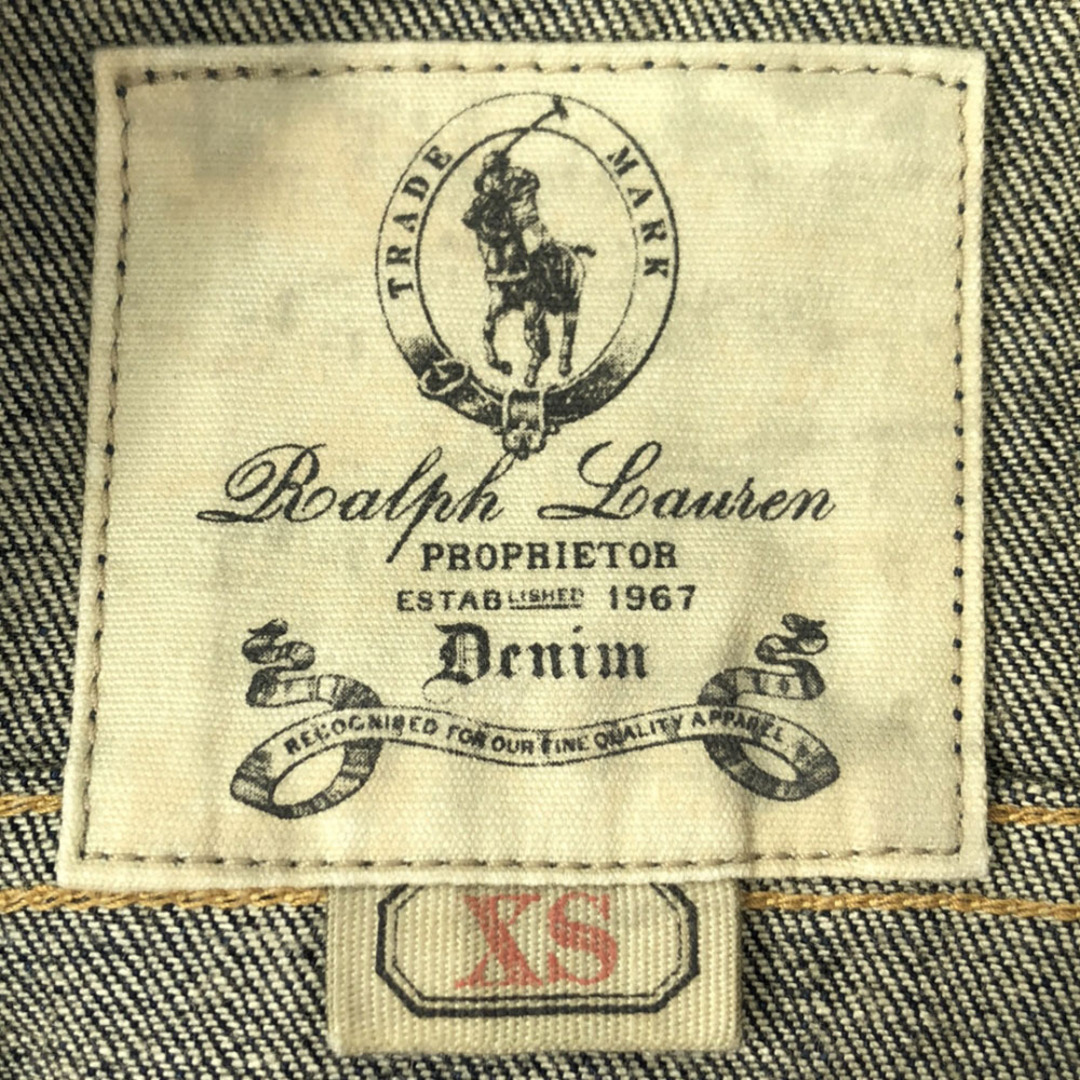 TRADE MARK
Ralph Lauren
PROPRIETOR
ESTABLISHED 1967
Denim
RECOGNISED FOR OUR FINE QUALITY APPAREL
XS